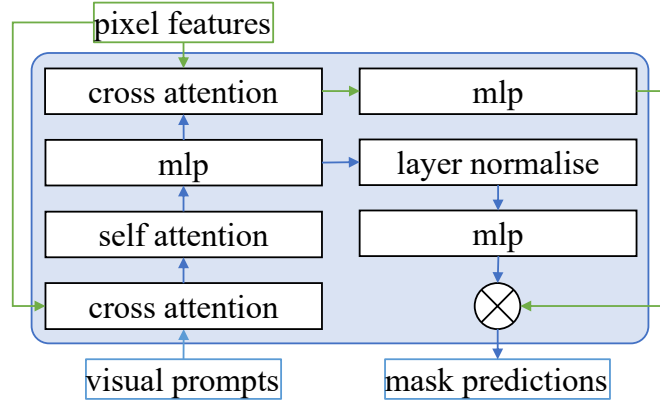 pixel features
cross attention
mlp
mlp
layer normalise
self attention
mlp
cross attention
visual prompts
mask predictions